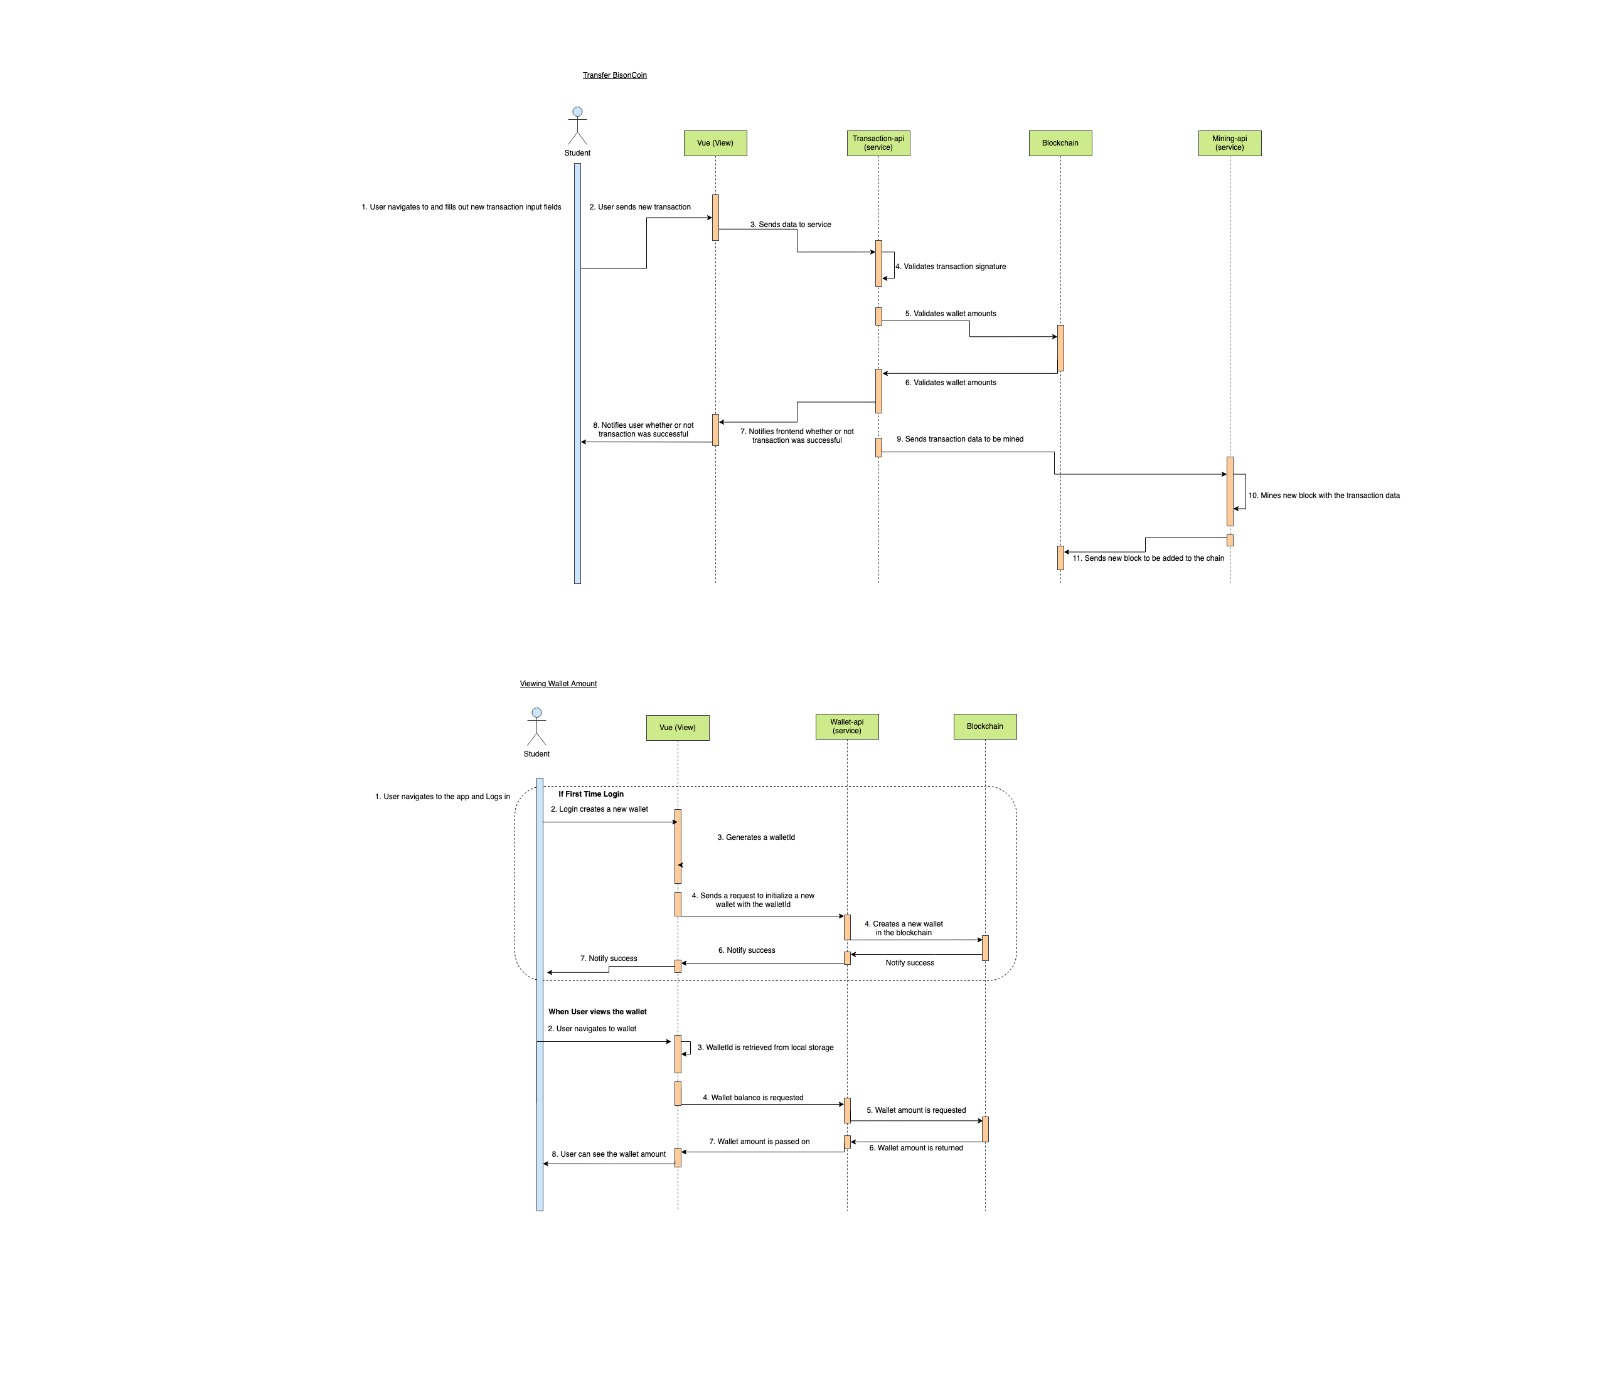 Transfer BisonCoin
Student
Vue (View)
Transaction-api
(service)
Blockchain
Mining-api
(service)
1. User navigates to and fills out new transaction input fields
2. User sends new transaction
3. Sends data to service
4. Validates transaction signature
5. Validates wallet amounts
6. Validates wallet amounts
7. Notifies frontend whether or not
transaction was successful
8. Notifies user whether or not
transaction was successful
9. Sends transaction data to be mined
10. Mines new block with the transaction data
11. Sends new block to be added to the chain
Viewing Wallet Amount
Student
Vue (View)
Wallet-api
(service)
Blockchain
1. User navigates to the app and Logs in
If First Time Login
2. Login creates a new wallet
3. Generates a walletId
4. Sends a request to initialize a new
wallet with the walletId
4. Creates a new wallet
in the blockchain
Notify success
6. Notify success
7. Notify success
When User views the wallet
2. User navigates to wallet
3. WalletId is retrieved from local storage
4. Wallet balance is requested
5. Wallet amount is requested
6. Wallet amount is returned
7. Wallet amount is passed on
8. User can see the wallet amount